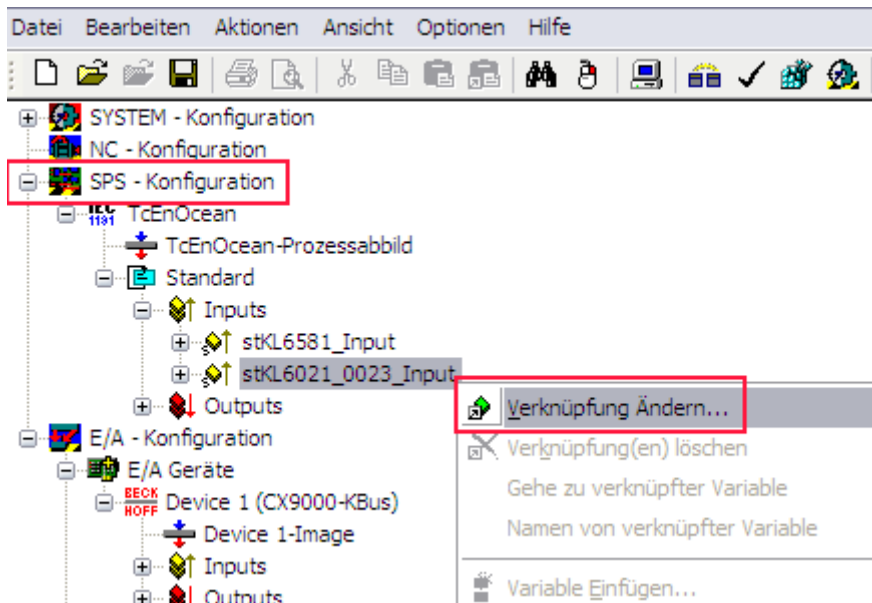 Datei Bearbeiten Aktionen Ansicht Optionen Hilfe
SYSTEM - Konfiguration
NC - Konfiguration
SPS - Konfiguration
IEC 1131 TcEnOcean
TcEnOcean-Prozessabbild
Standard
Inputs
stKL6581_Input
stKL6021_0023_Input
Outputs
E/A - Konfiguration
E/A Geräte
BECK HOFF Device 1 (CX9000-KBus)
Device 1-Image
Inputs
Outputs
Verknüpfung Ändern...
Verknüpfung(en) löschen
Gehe zu verknüpfter Variable
Namen von verknüpfter Variable
Variable Einfügen...